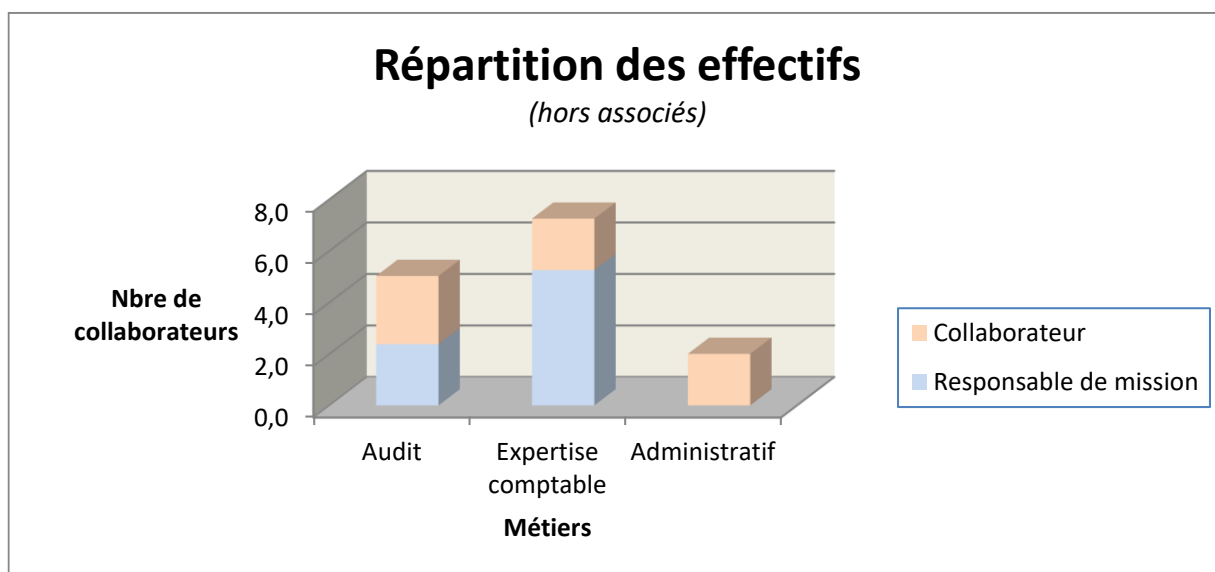 Répartition des effectifs
(hors associés)
8,0
6,0
4,0
2,0
0,0
Nbre de
collaborateurs
Audit
Expertise
comptable
Administratif
Métiers
Collaborateur
Responsable de mission